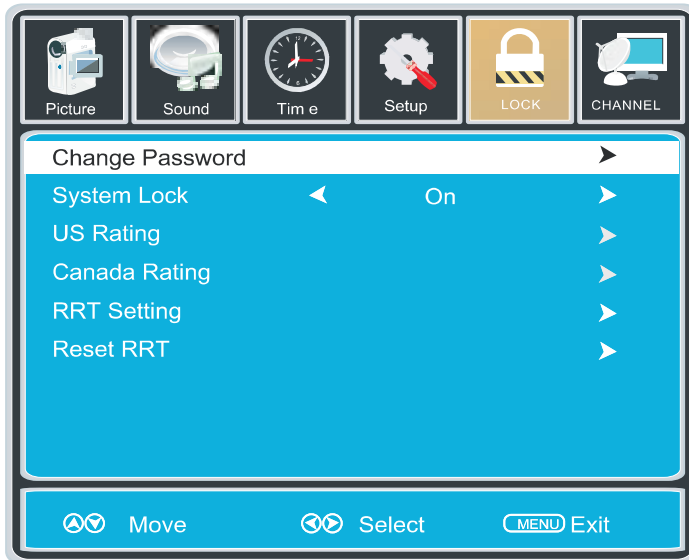 Picture Sound Tim e Setup LOCK CHANNEL
Change Password
System Lock On
US Rating
Canada Rating
RRT Setting
Reset RRT
Move Select MENU Exit